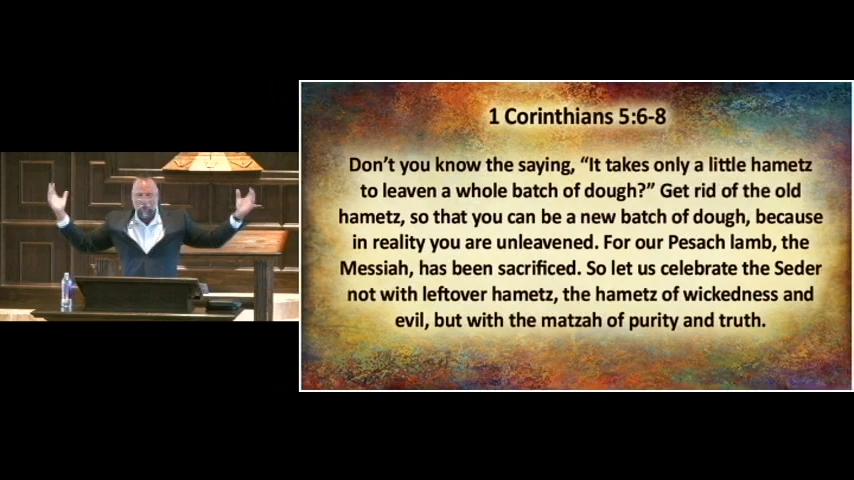 1 Corinthians 5:6-8
Don’t you know the saying, “It takes only a little hametz
to leaven a whole batch of dough?” Get rid of the old
hametz, so that you can be a new batch of dough, because
in reality you are unleavened. For our Pesach lamb, the
Messiah, has been sacrificed. So let us celebrate the Seder
not with leftover hametz, the hametz of wickedness and
evil, but with the matzah of purity and truth.